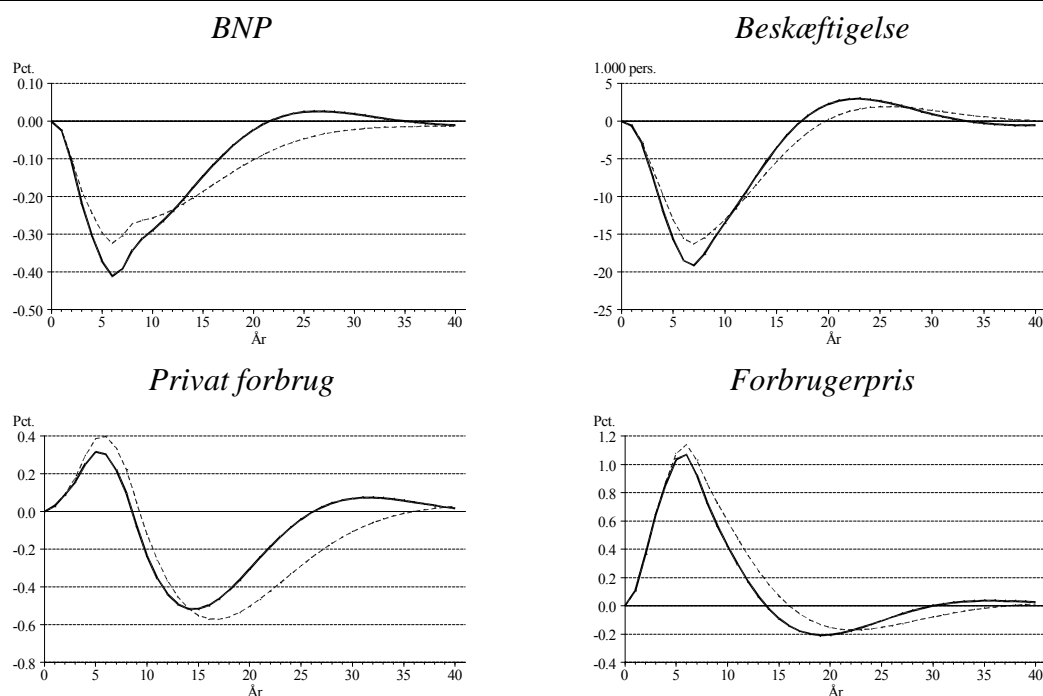 BNP
Pct.
0.10
0.00
-0.10
-0.20
-0.30
-0.40
-0.50
0 5 10 15 20 25 30 35 40
År
Beskæftigelse
1.000 pers.
5
0
-5
-10
-15
-20
-25
0 5 10 15 20 25 30 35 40
År
Privat forbrug
Pct.
0.4
0.2
0.0
-0.2
-0.4
-0.6
-0.8
0 5 10 15 20 25 30 35 40
År
Forbrugerpris
Pct.
1.2
1.0
0.8
0.6
0.4
0.2
0.0
-0.2
-0.4
0 5 10 15 20 25 30 35 40
År